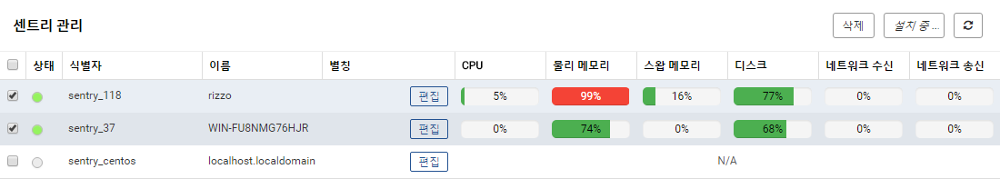 센트리 관리 삭제 설치 중 ...
상태 식별자 이름 별칭 CPU 물리 메모리 스왑 메모리 디스크 네트워크 수신 네트워크 송신
sentry_118 rizzo 편집 5% 99% 16% 77% 0% 0%
sentry_37 WIN-FU8NMG76HJR 편집 0% 74% 0% 68% 0% 0%
sentry_centos localhost.localdomain 편집 N/A